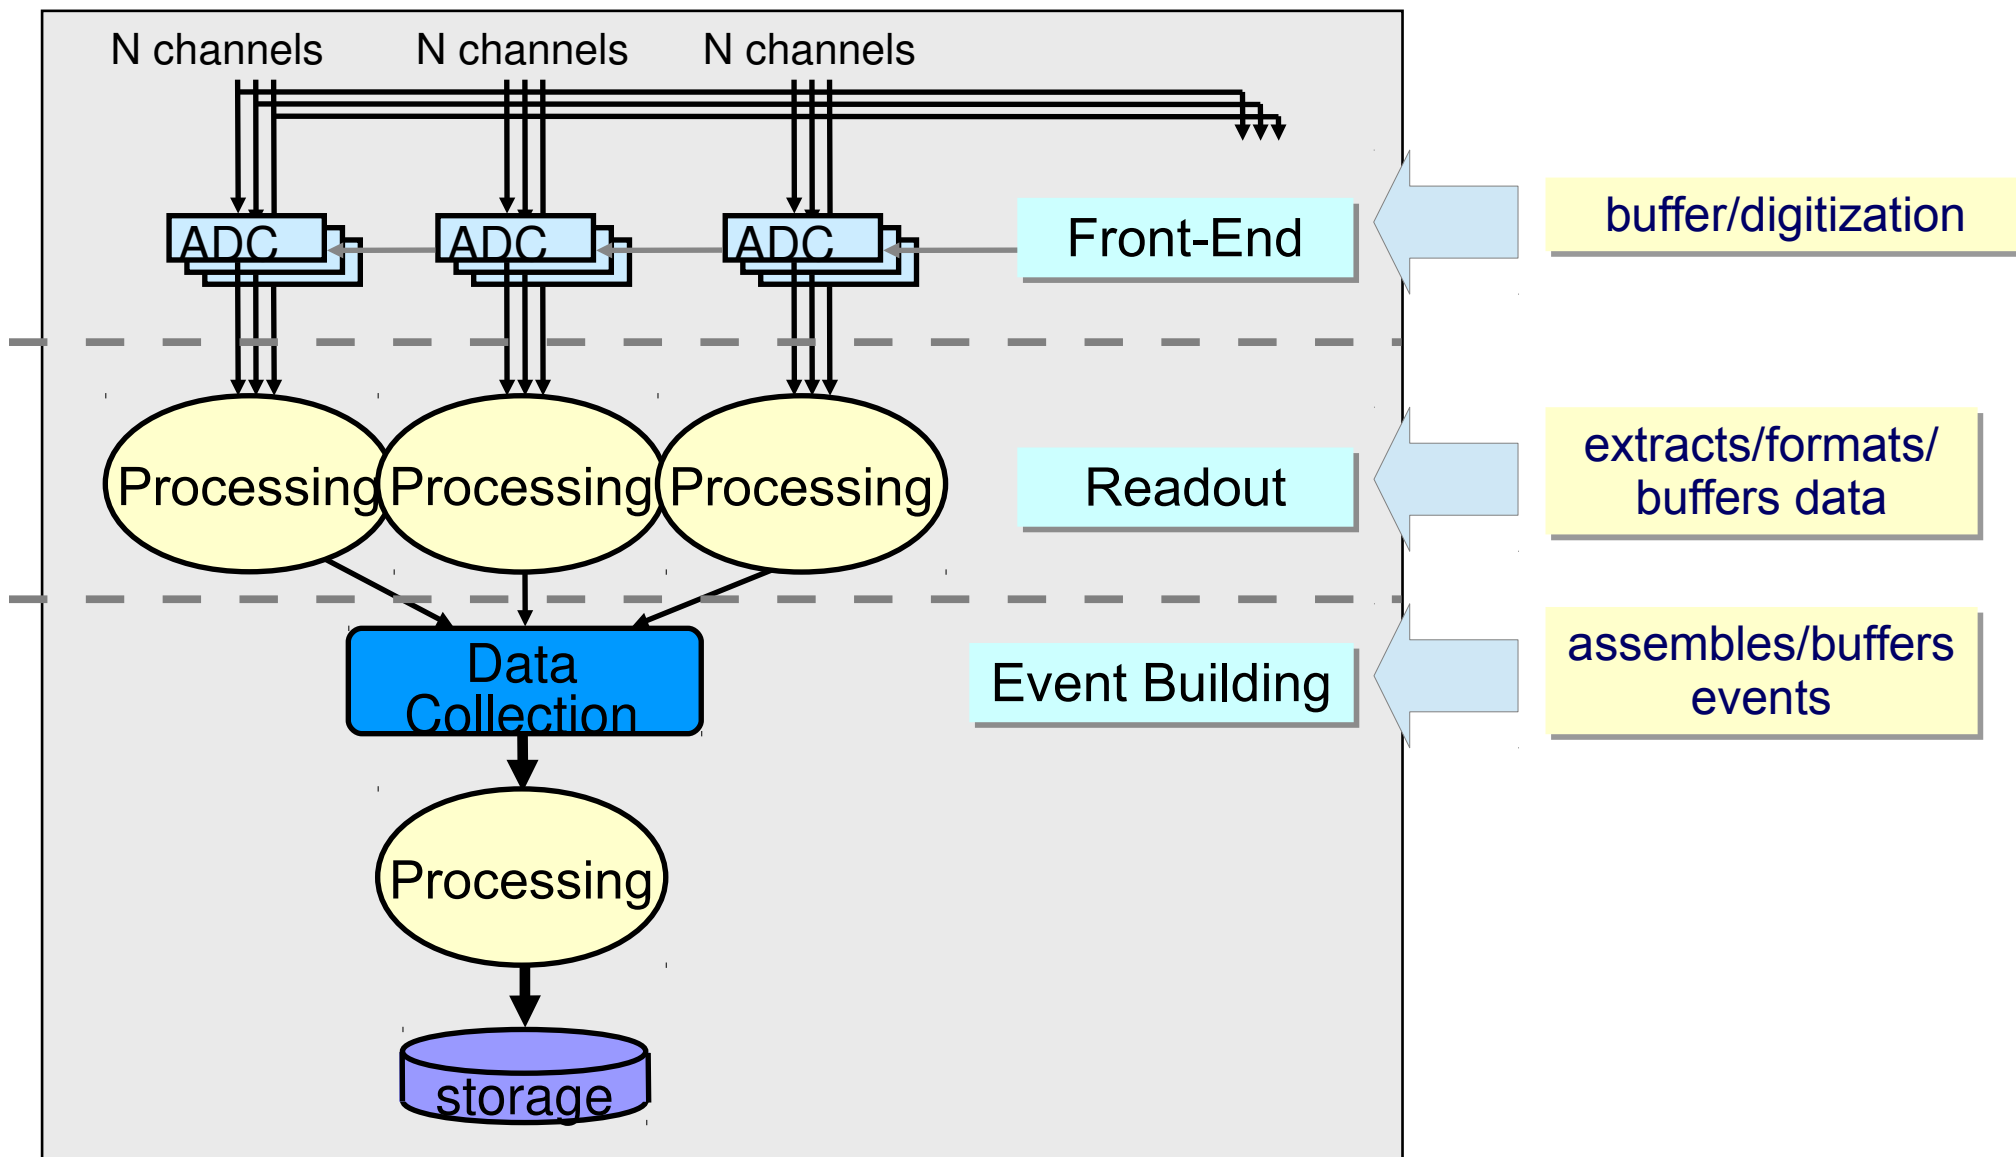 N channels
N channels
N channels
ADC
ADC
ADC
Front-End
buffer/digitization
Processing
Processing
Processing
Readout
extracts/formats/
buffers data
Data
Collection
Event Building
assembles/buffers
events
Processing
storage